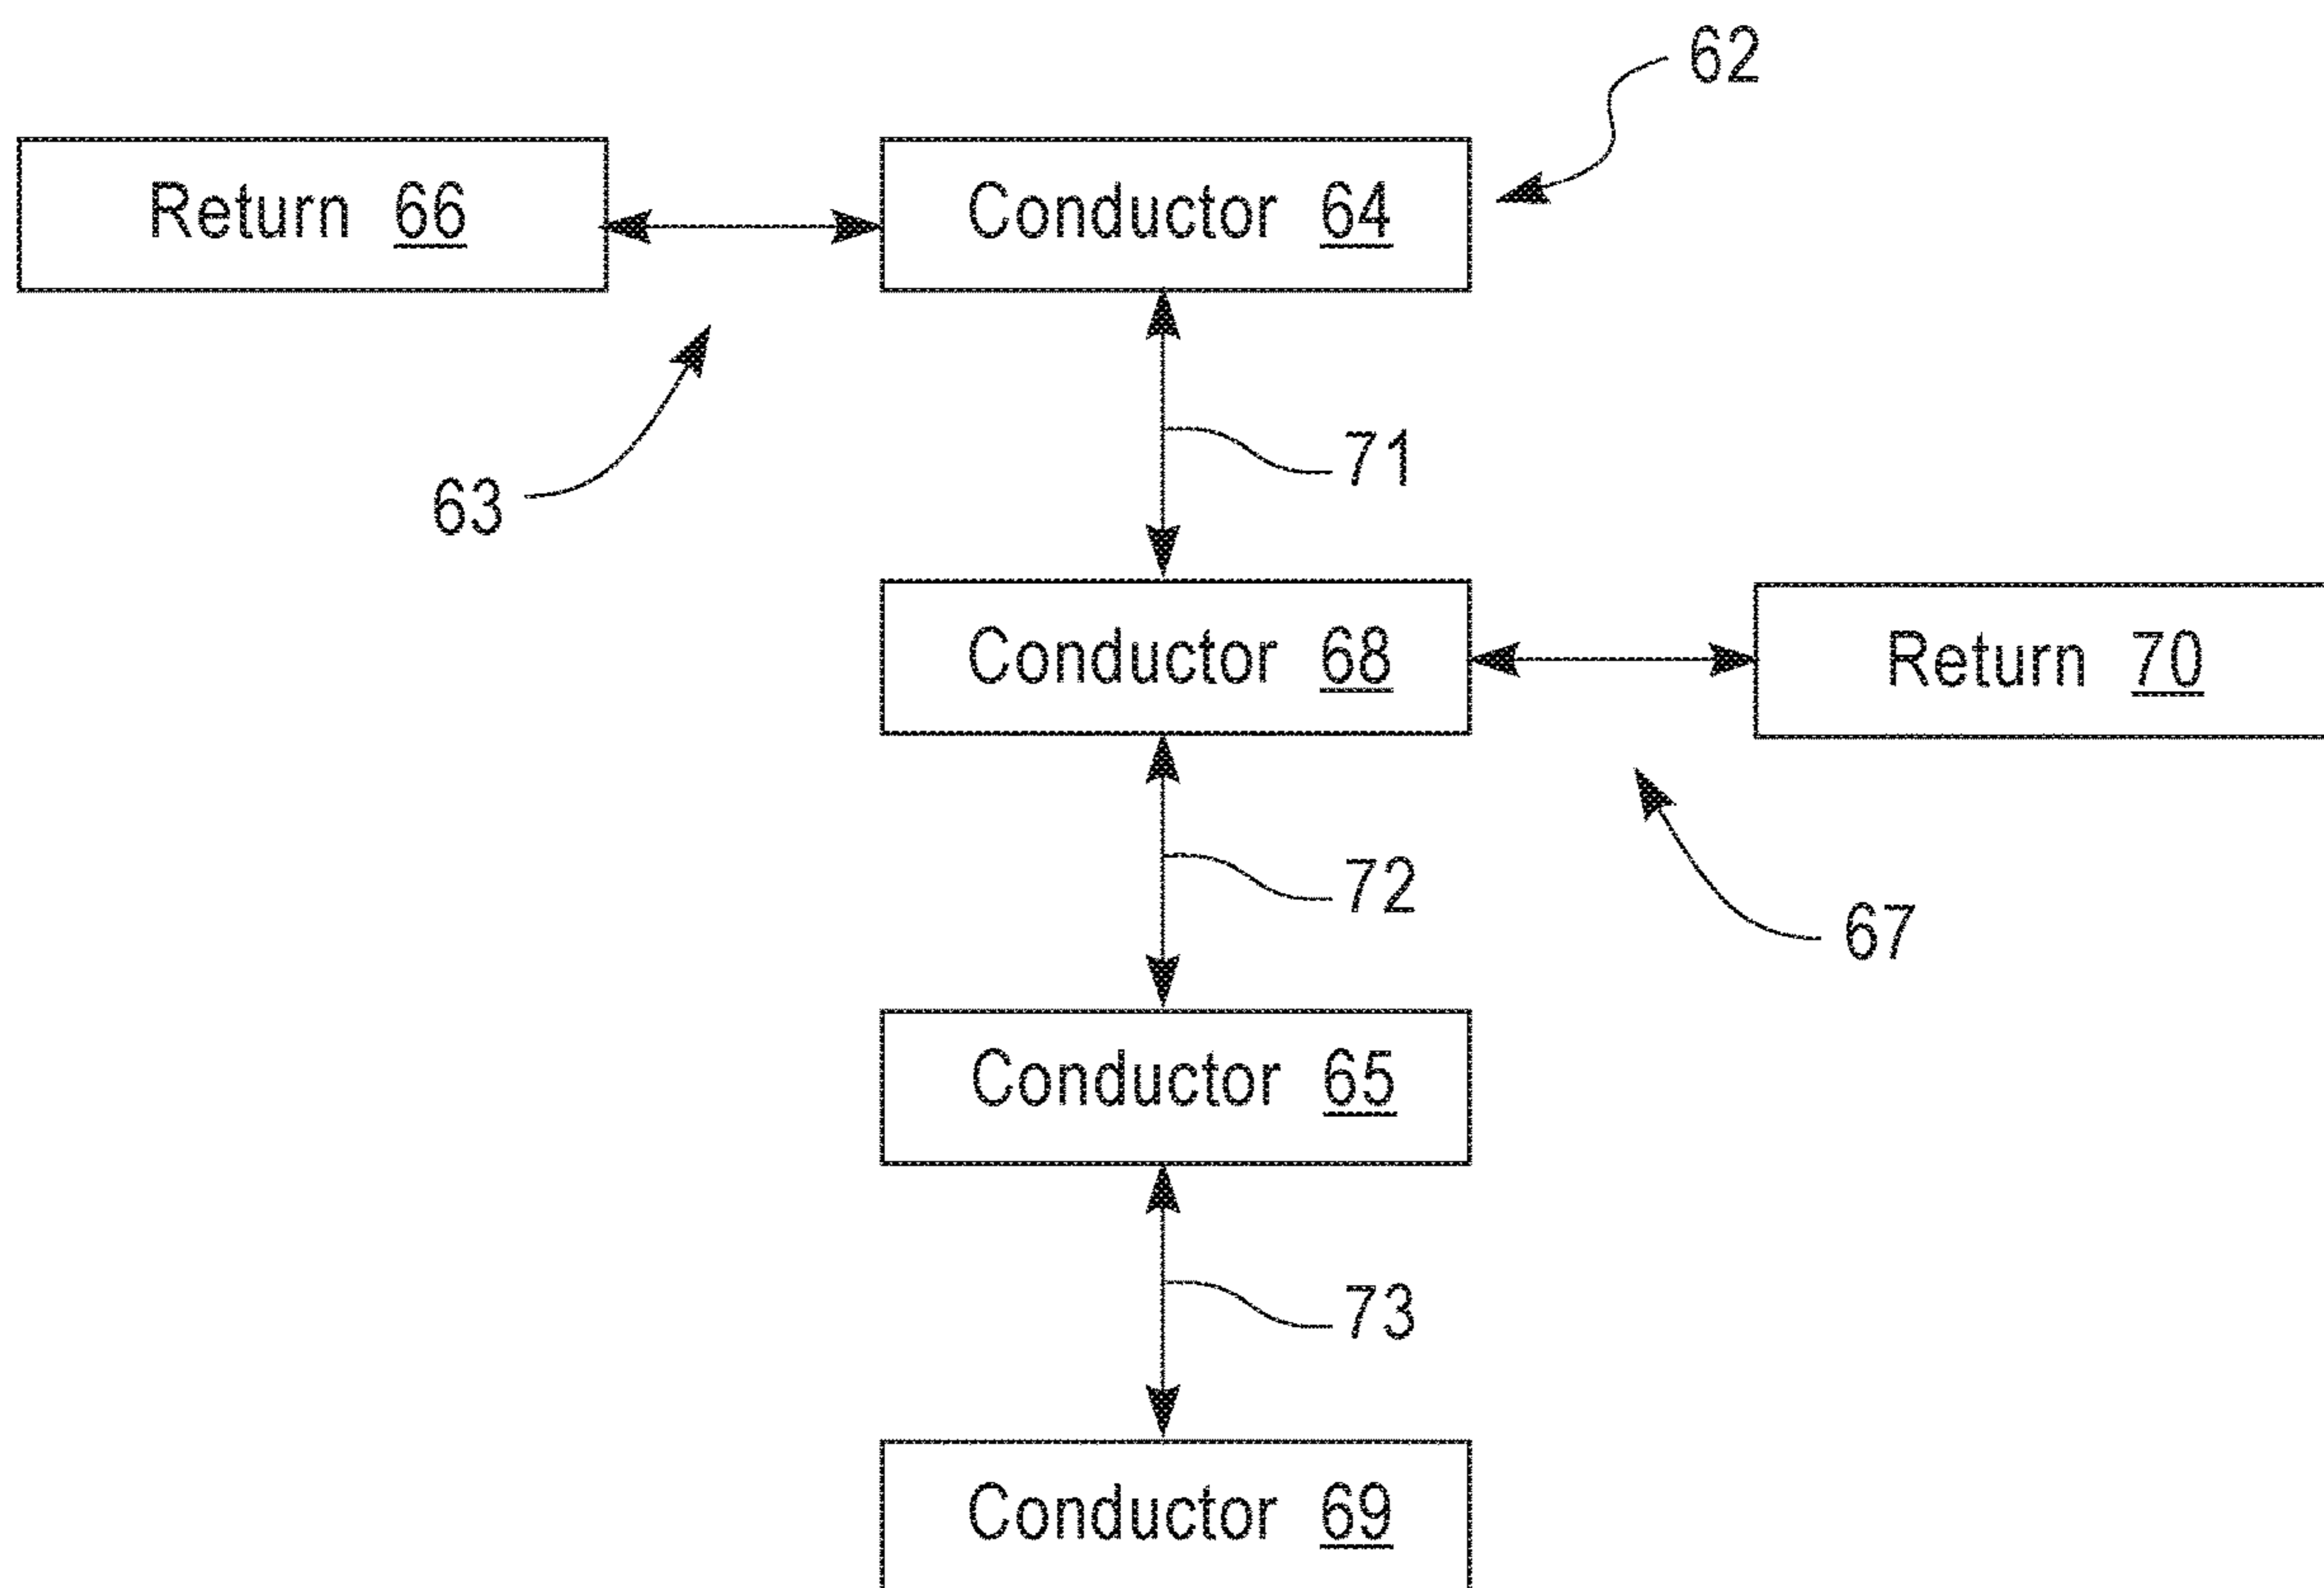 62
Return 66
Conductor 64
71
63
Conductor 68
Return 70
72
67
Conductor 65
73
Conductor 69